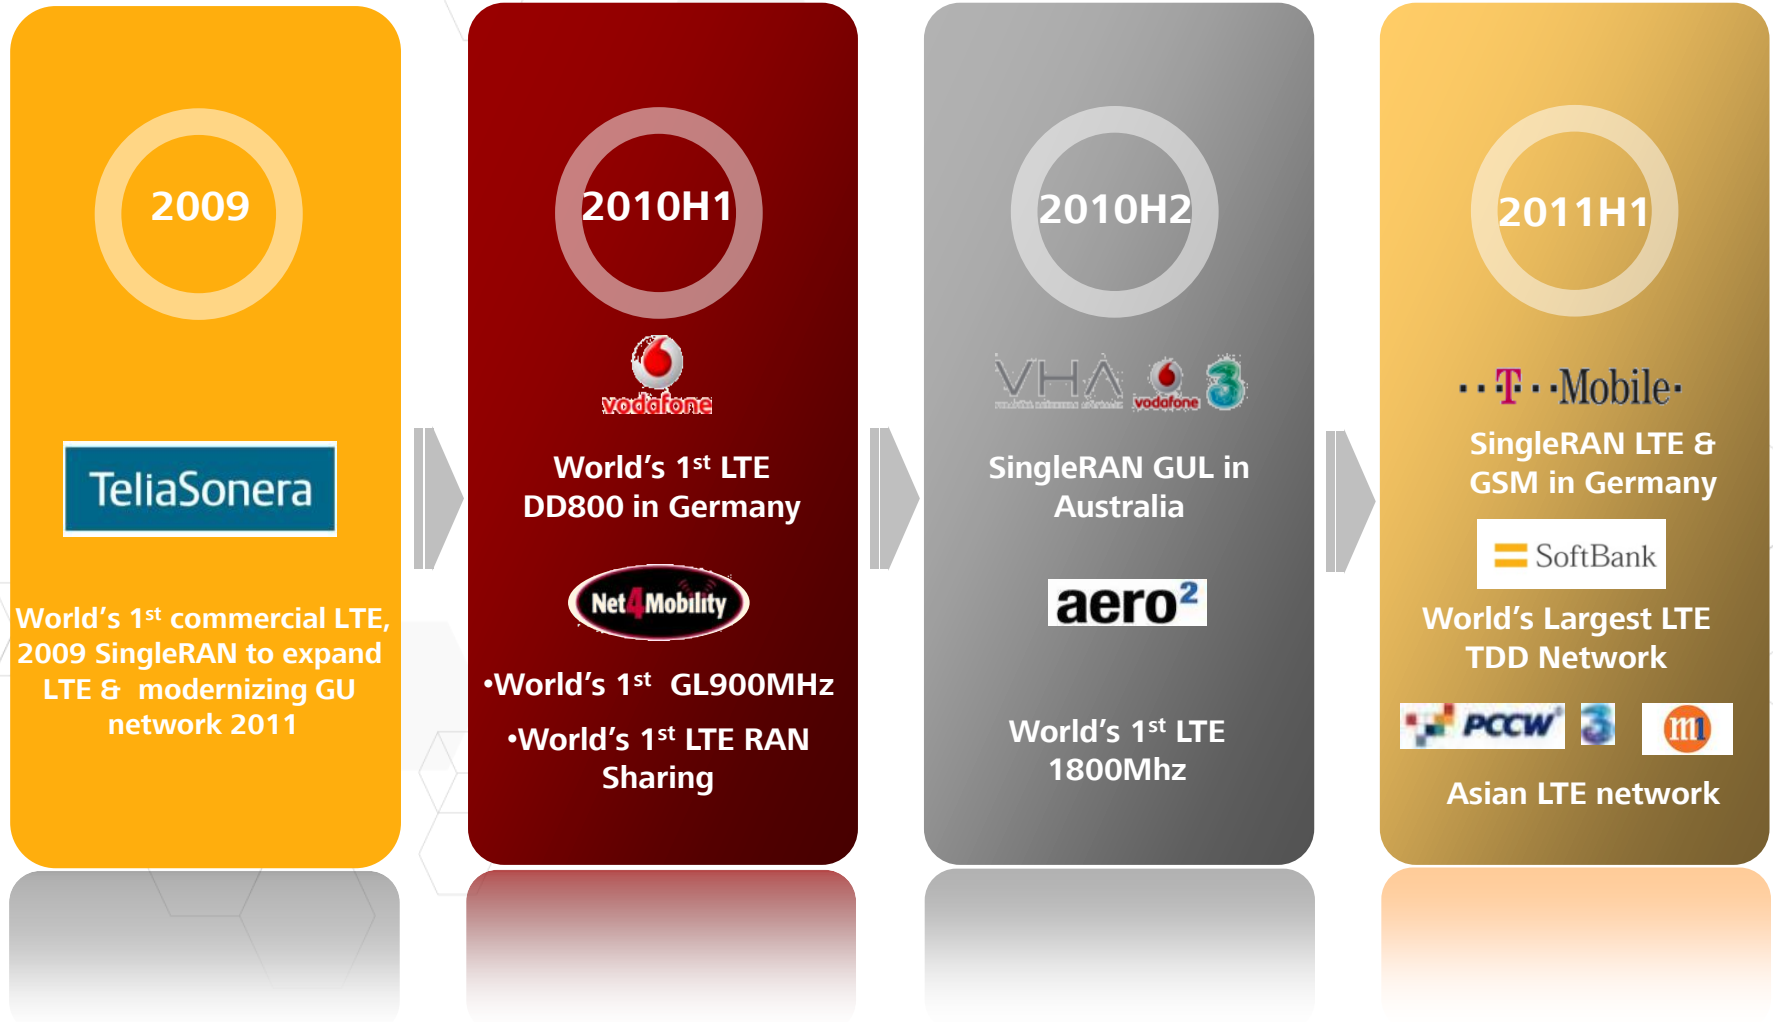 2009
TeliaSonera
World's 1st commercial LTE,
2009 SingleRAN to expand
LTE & modernizing GU
network 2011
2010H1
vodafone
World's 1st LTE
DD800 in Germany
Net4Mobility
•World's 1st GL900MHz
•World's 1st LTE RAN
Sharing
2010H2
VHA
vodafone
3
SingleRAN GUL in
Australia
aero2
World's 1st LTE
1800Mhz
2011H1
··T··Mobile·
SingleRAN LTE &
GSM in Germany
SoftBank
World's Largest LTE
TDD Network
PCCW® 3 m1
Asian LTE network